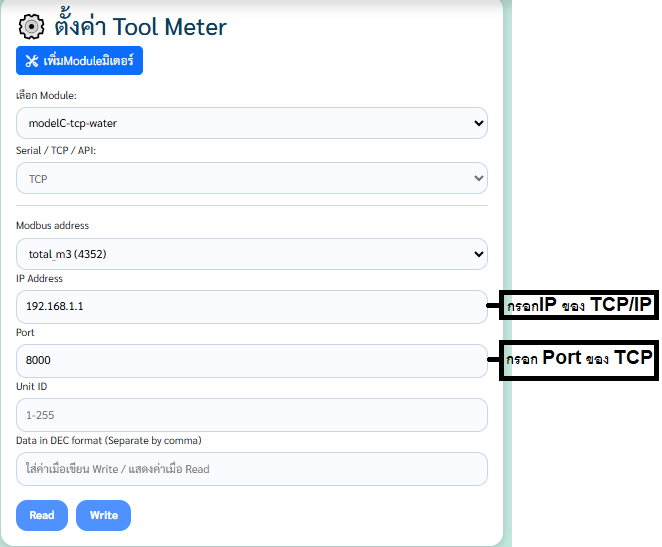 ตั้งค่า Tool Meter
เพิ่มModuleมิเตอร์
เลือก Module:
modelC-tcp-water
Serial / TCP / API:
TCP
Modbus address
total_m3 (4352)
IP Address
192.168.1.1
กรอกIP ของ TCP/IP
Port
8000
กรอก Port ของ TCP
Unit ID
1-255
Data in DEC format (Separate by comma)
ใส่ค่าเมื่อเขียน Write / แสดงค่าเมื่อ Read
Read
Write